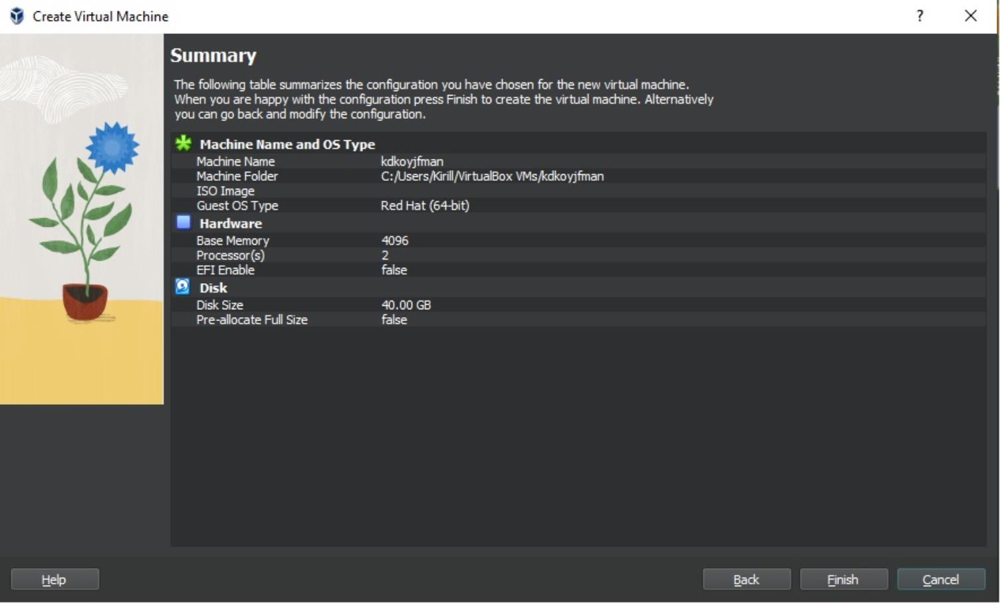 Create Virtual Machine
?
Summary
The following table summarizes the configuration you have chosen for the new virtual machine.
When you are happy with the configuration press Finish to create the virtual machine. Alternatively
you can go back and modify the configuration.
Machine Name and OS Type
Machine Name kdkoyjfman
Machine Folder C:/Users/Kirill/VirtualBox VMs/kdkoyjfman
ISO Image
Guest OS Type Red Hat (64-bit)
Hardware
Base Memory 4096
Processor(s) 2
EFI Enable false
Disk
Disk Size 40.00 GB
Pre-allocate Full Size false
Help Back Finish Cancel